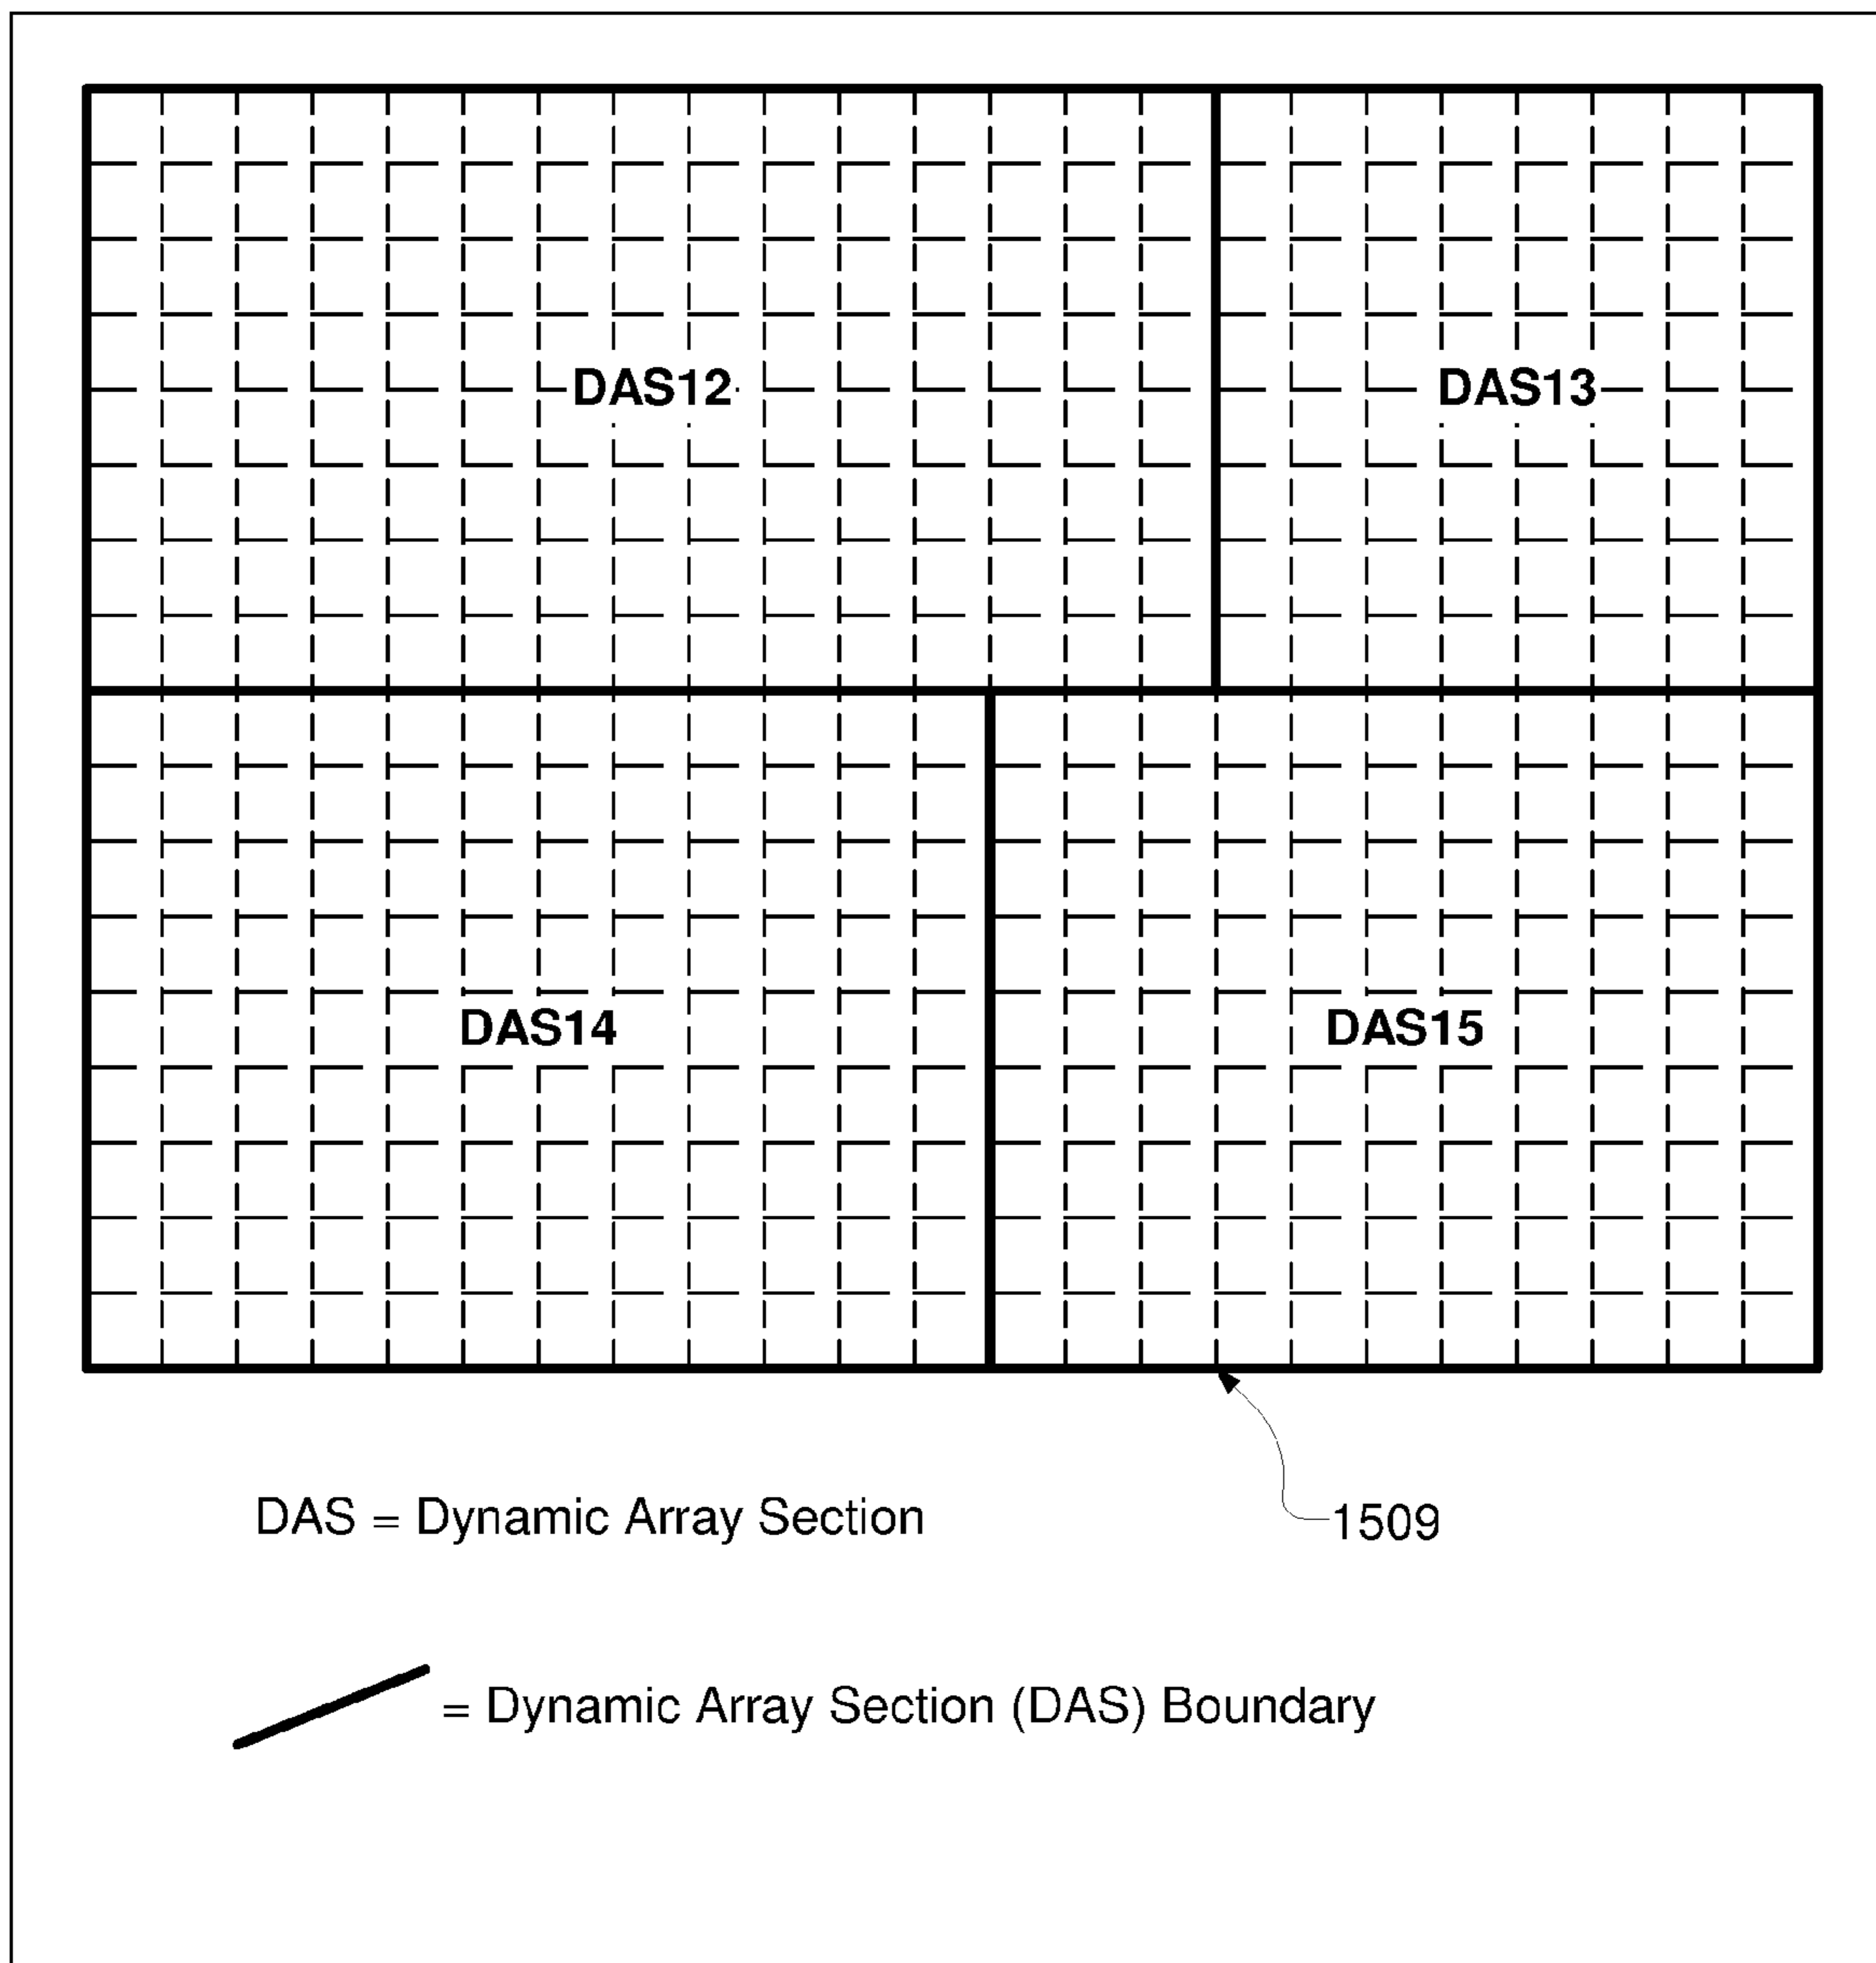 DAS12
DAS13
DAS14
DAS15
1509
DAS = Dynamic Array Section
= Dynamic Array Section (DAS) Boundary